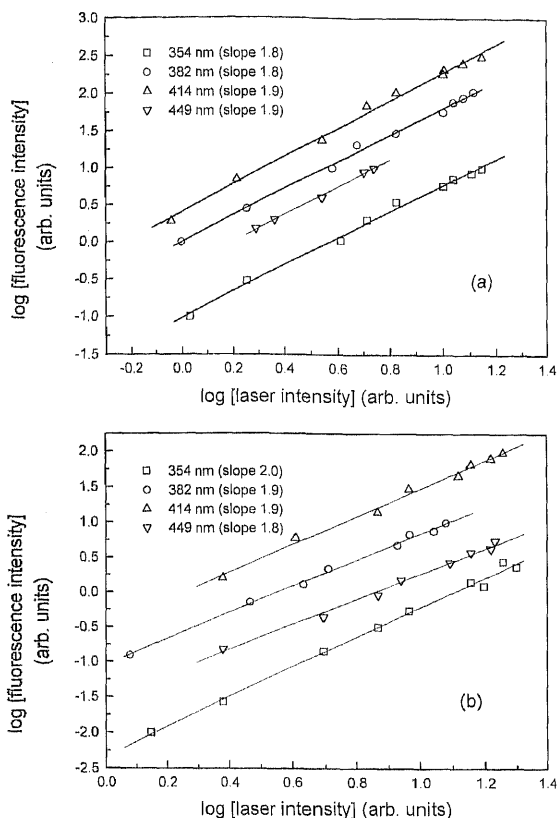 3.0
2.5
2.0
1.5
1.0
0.5
0.0
-0.5
-1.0
-1.5
log [fluorescence intensity]
(arb. units)
□ 354 nm (slope 1.8)
○ 382 nm (slope 1.8)
△ 414 nm (slope 1.9)
▽ 449 nm (slope 1.9)
(a)
-0.2 0.0 0.2 0.4 0.6 0.8 1.0 1.2 1.4
log [laser intensity] (arb. units)
2.0
1.5
1.0
0.5
0.0
-0.5
-1.0
-1.5
-2.0
-2.5
log [fluorescence intensity]
(arb. units)
□ 354 nm (slope 2.0)
○ 382 nm (slope 1.9)
△ 414 nm (slope 1.9)
▽ 449 nm (slope 1.8)
(b)
0.0 0.2 0.4 0.6 0.8 1.0 1.2 1.4
log [laser intensity] (arb. units)